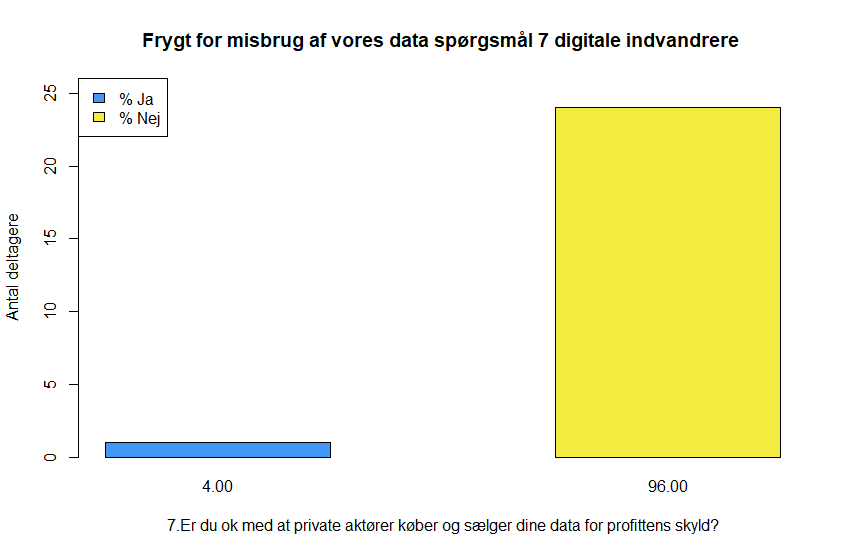 Frygt for misbrug af vores data spørgsmål 7 digitale indvandrere
% Ja
% Nej
Antal deltagere
25
20
15
10
5
0
4.00
96.00
7.Er du ok med at private aktører køber og sælger dine data for profittens skyld?